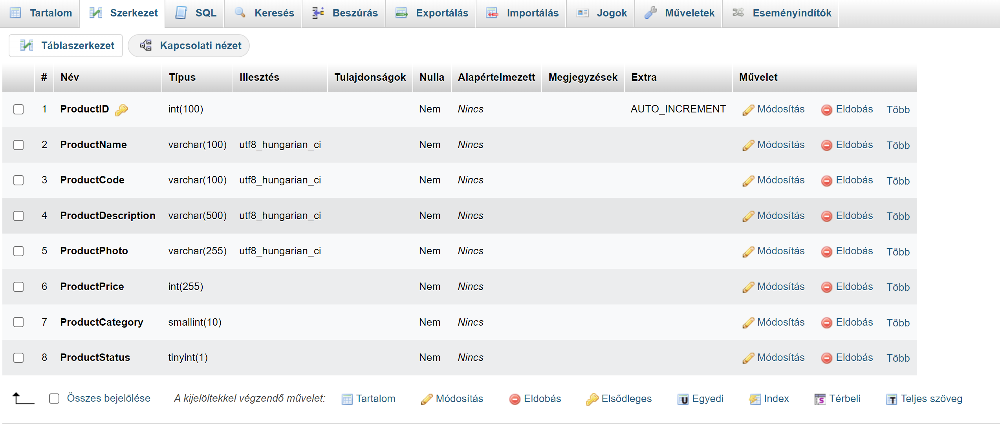 Tartalom Szerkezet SQL Keresés Beszúrás Exportálás Importálás Jogok Műveletek Eseményindítók
Táblaszerkezet Kapcsolati nézet
# Név Típus Illesztés Tulajdonságok Nulla Alapértelmezett Megjegyzések Extra Művelet
1 ProductID int(100) Nem Nincs AUTO_INCREMENT Módosítás Eldobás Több
2 ProductName varchar(100) utf8_hungarian_ci Nem Nincs Módosítás Eldobás Több
3 ProductCode varchar(100) utf8_hungarian_ci Nem Nincs Módosítás Eldobás Több
4 ProductDescription varchar(500) utf8_hungarian_ci Nem Nincs Módosítás Eldobás Több
5 ProductPhoto varchar(255) utf8_hungarian_ci Nem Nincs Módosítás Eldobás Több
6 ProductPrice int(255) Nem Nincs Módosítás Eldobás Több
7 ProductCategory smallint(10) Nem Nincs Módosítás Eldobás Több
8 ProductStatus tinyint(1) Nem Nincs Módosítás Eldobás Több
Összes bejelölése A kijelöltekkel végzendő művelet: Tartalom Módosítás Eldobás Elsődleges Egyedi Index Térbeli Teljes szöveg